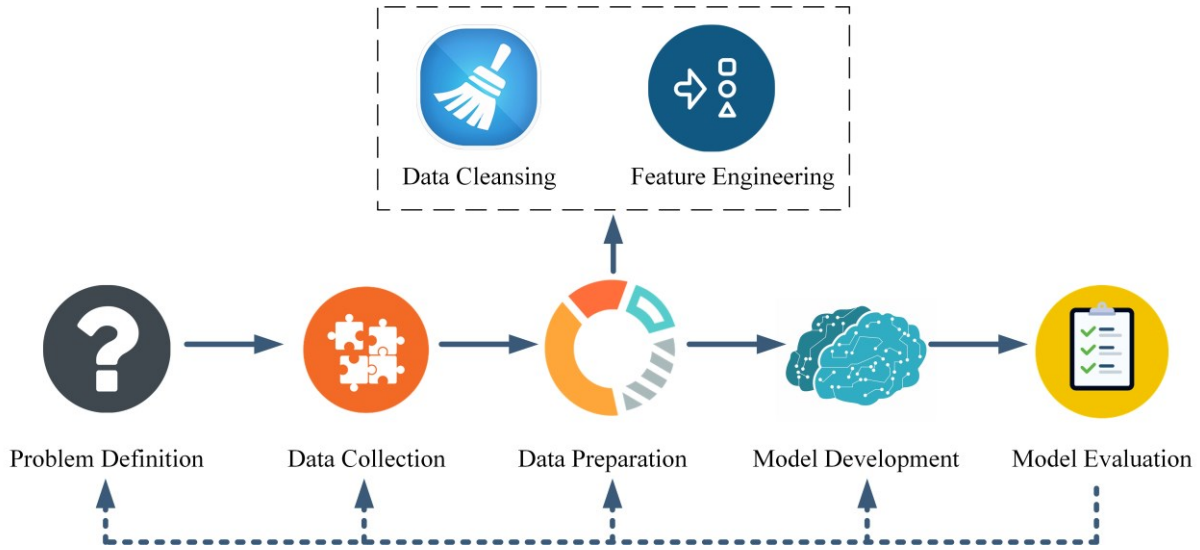 Data Cleansing
Feature Engineering
Problem Definition
Data Collection
Data Preparation
Model Development
Model Evaluation